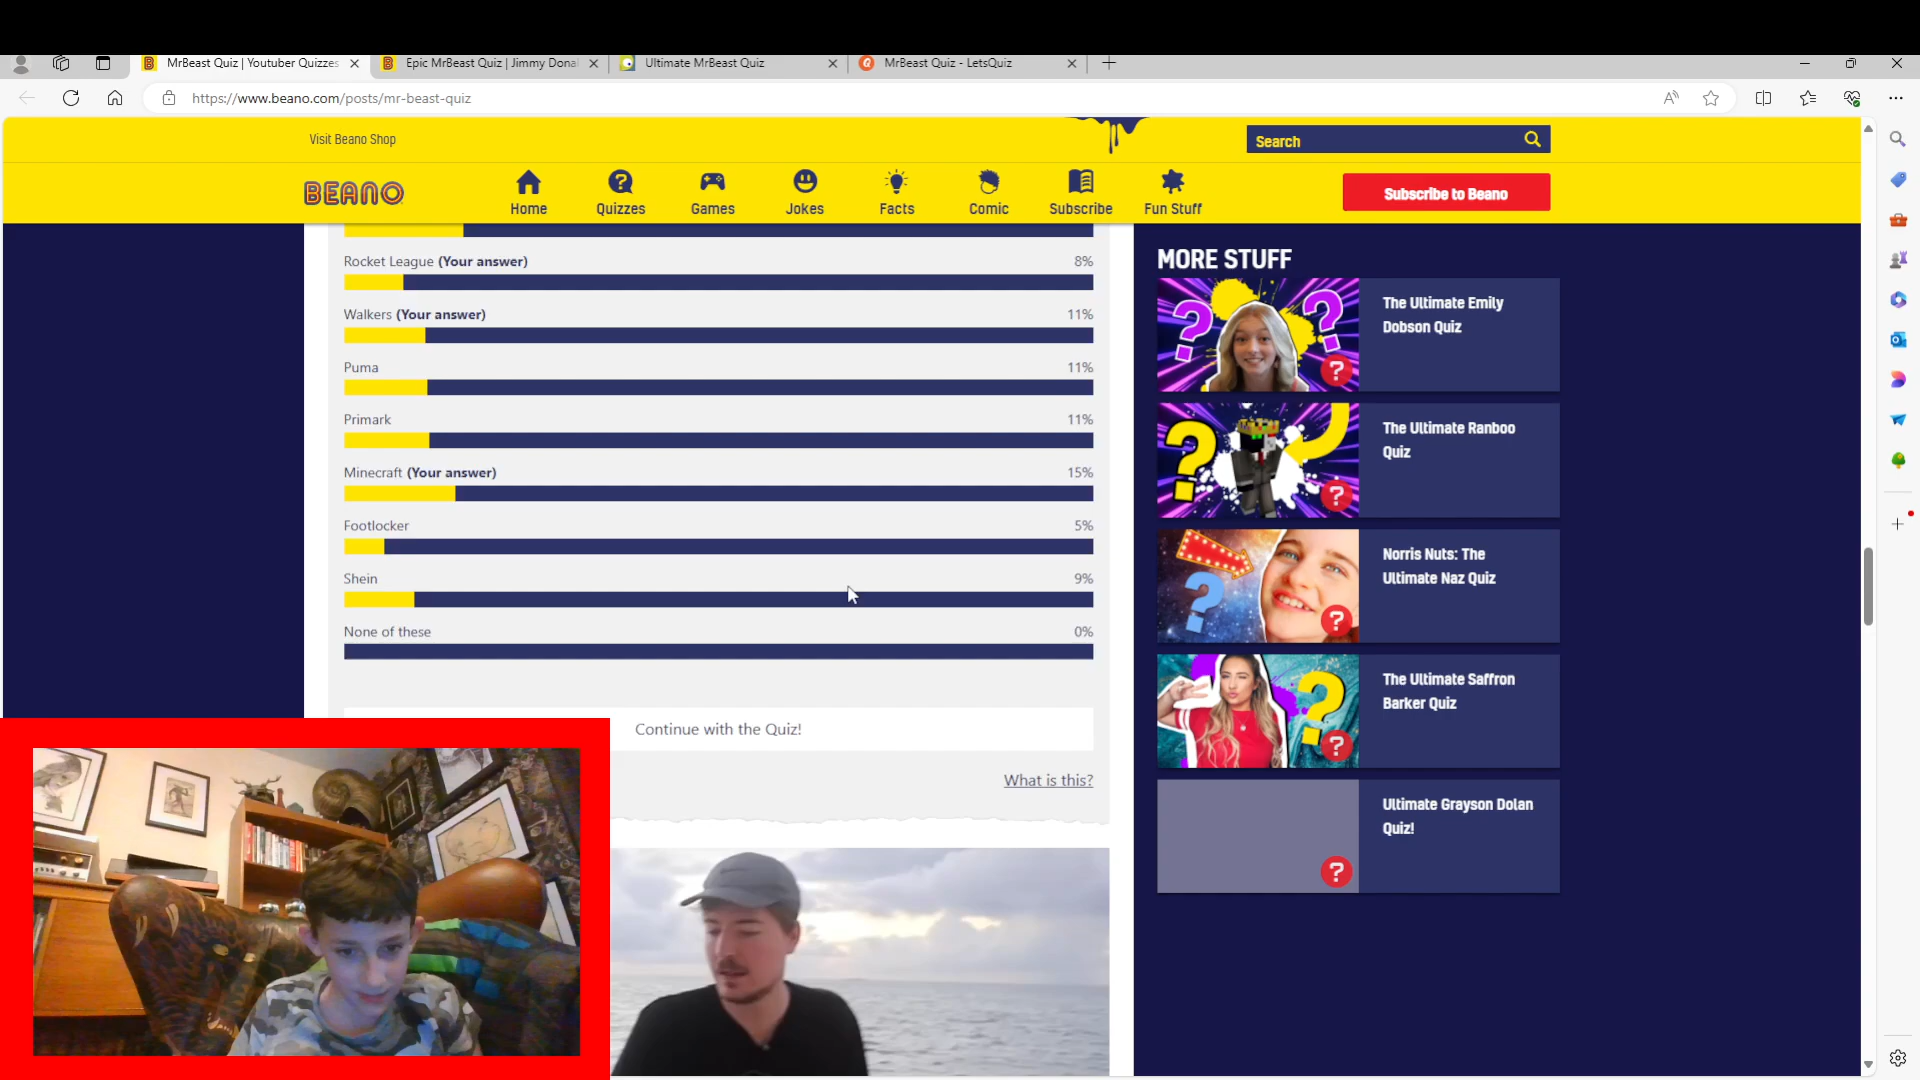 MrBeast Quiz | Youtuber Quizzes
Epic MrBeast Quiz | Jimmy Donal
Ultimate MrBeast Quiz
MrBeast Quiz - LetsQuiz
https://www.beano.com/posts/mr-beast-quiz
Visit Beano Shop
Search
BEANO
Home
Quizzes
Games
Jokes
Facts
Comic
Subscribe
Fun Stuff
Subscribe to Beano
Rocket League (Your answer) 8%
Walkers (Your answer) 11%
Puma 11%
Primark 11%
Minecraft (Your answer) 15%
Footlocker 5%
Shein 9%
None of these 0%
Continue with the Quiz!
What is this?
MORE STUFF
The Ultimate Emily
Dobson Quiz
The Ultimate Ranboo
Quiz
Norris Nuts: The
Ultimate Naz Quiz
The Ultimate Saffron
Barker Quiz
Ultimate Grayson Dolan
Quiz!